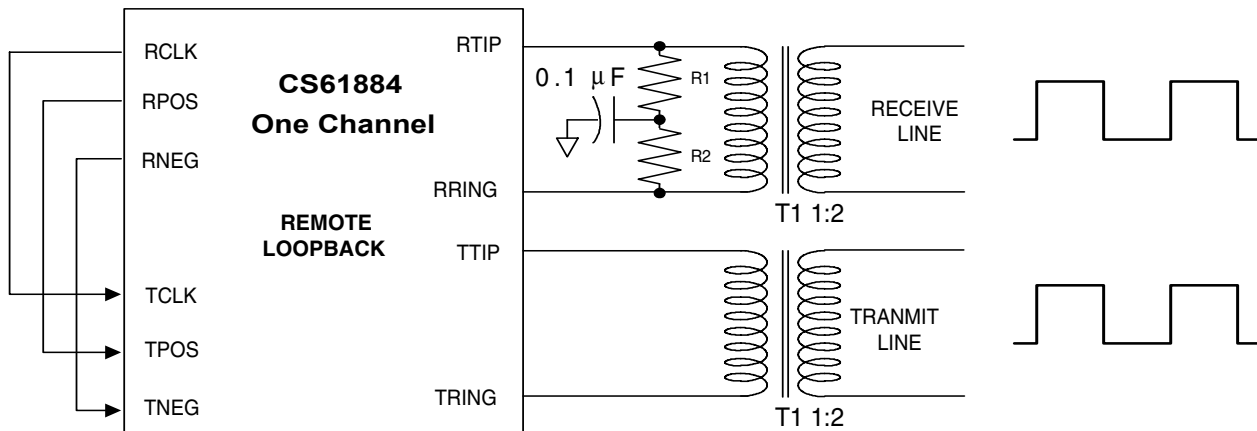 RCLK
RPOS
RNEG
TCLK
TPOS
TNEG
CS61884
One Channel
REMOTE
LOOPBACK
RTIP
RRING
TTIP
TRING
0.1 μF
R1
R2
RECEIVE
LINE
T1 1:2
TRANMIT
LINE
T1 1:2